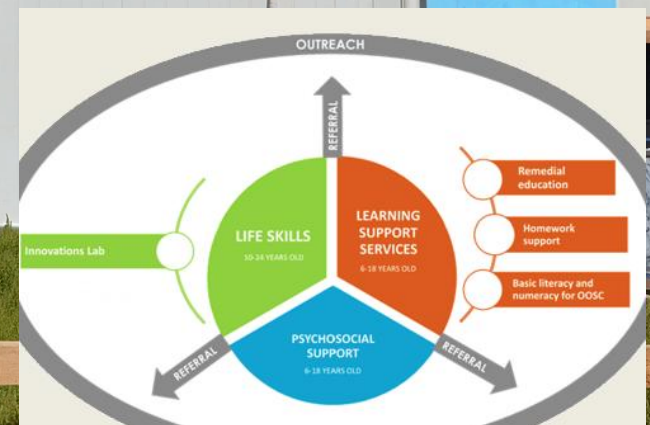 OUTREACH
REFERRAL
LIFE SKILLS
10-24 YEARS OLD
LEARNING
SUPPORT
SERVICES
6-18 YEARS OLD
PSYCHOSOCIAL
SUPPORT
6-18 YEARS OLD
Innovations Lab
Remedial
education
Homework
support
Basic literacy and
numeracy for OOSC
REFERRAL
REFERRAL